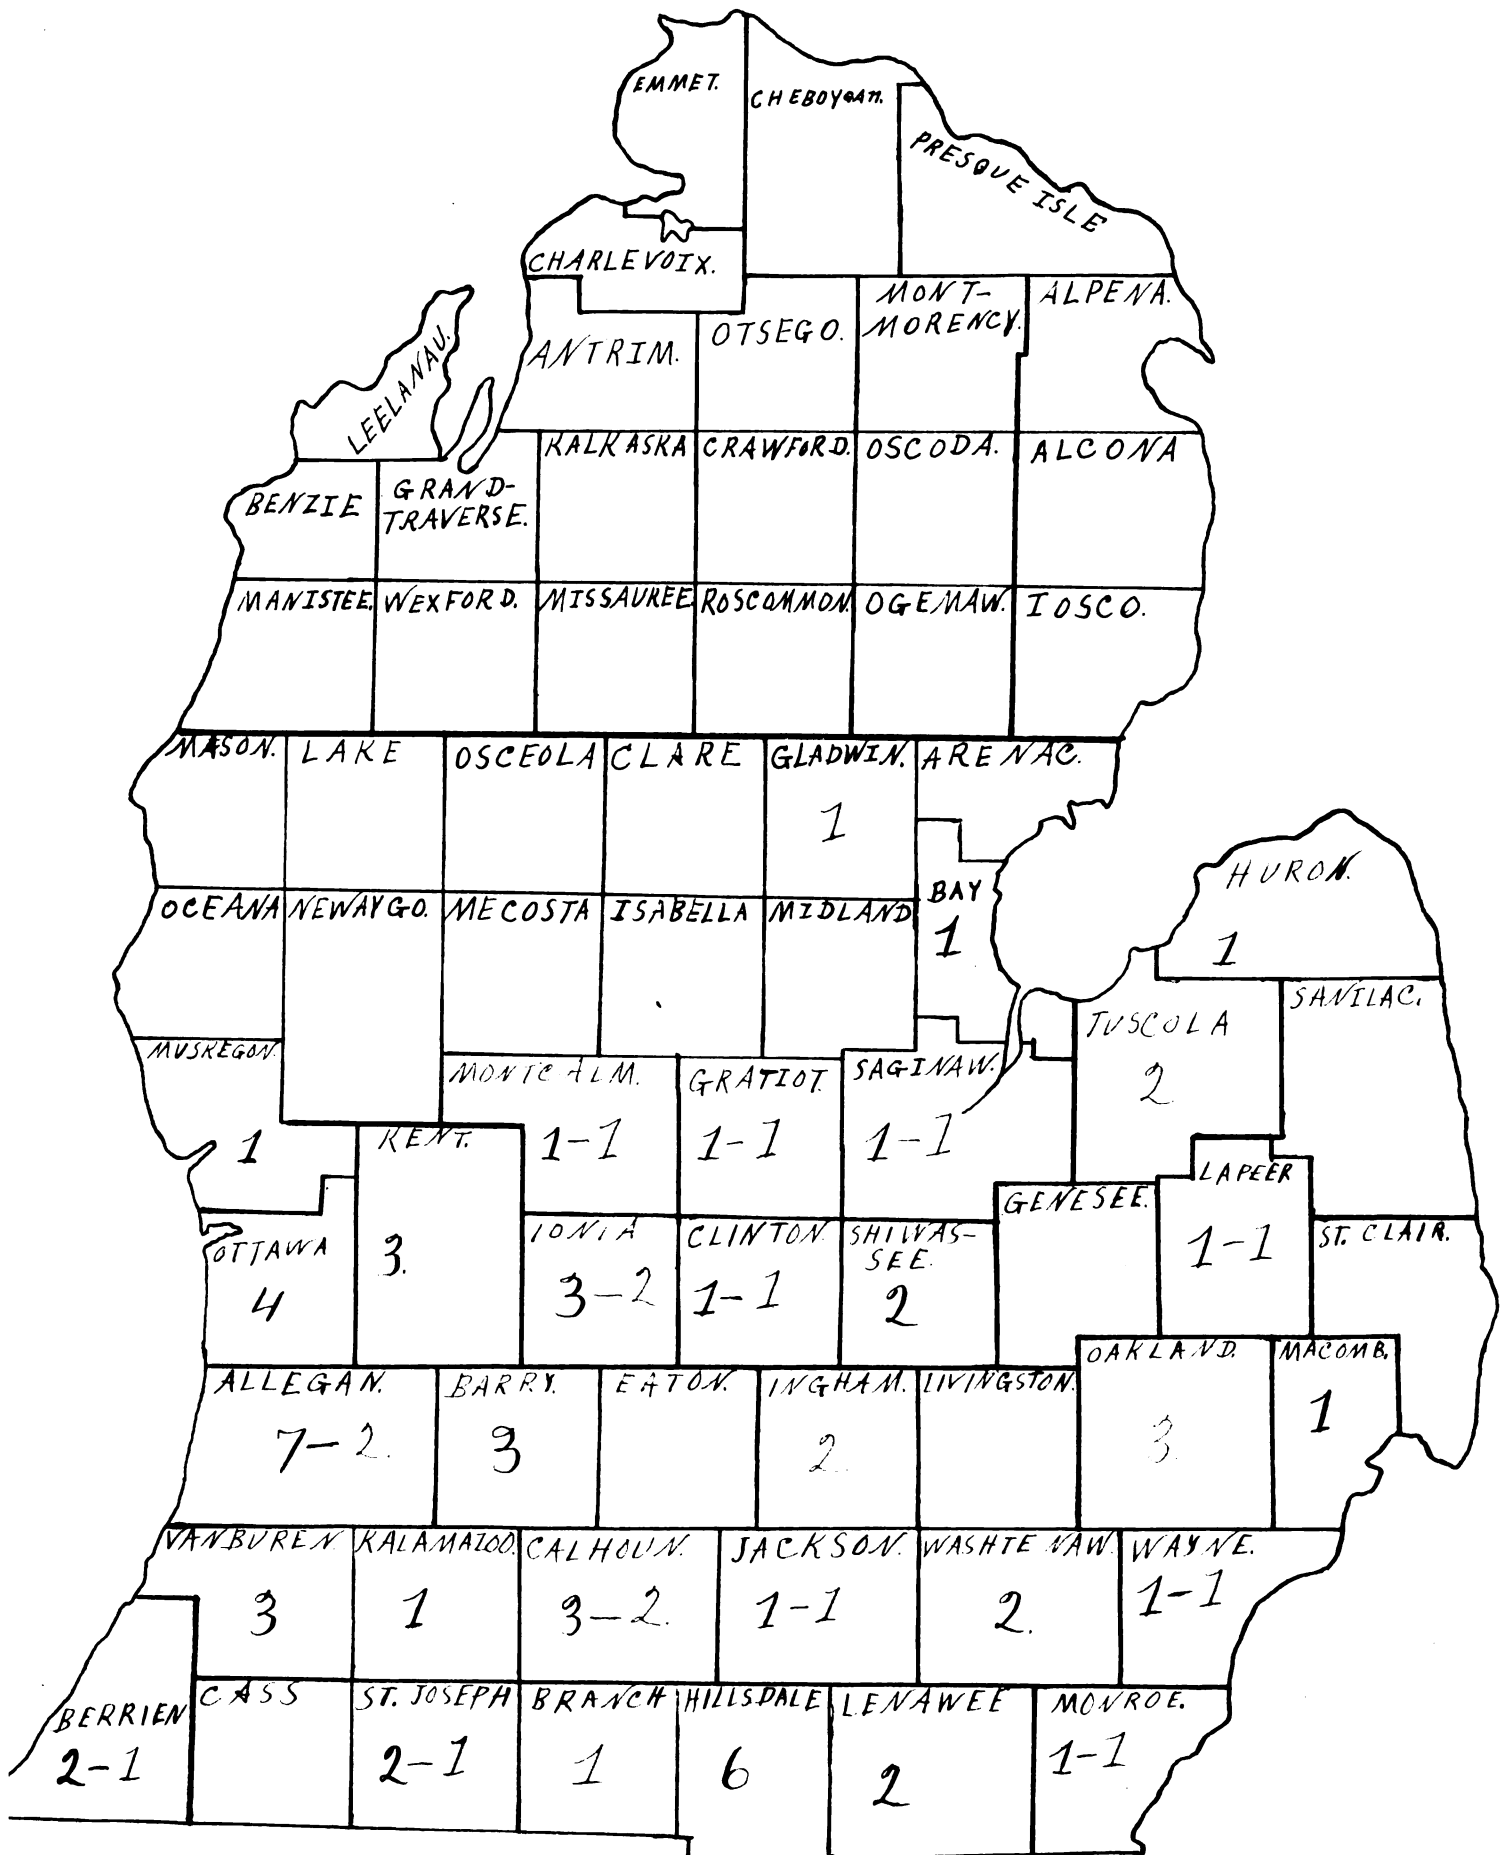 EMMET.
CHEBOYGAN.
PRESQUE ISLE
CHARLEVOIX.
ANTRIM.
OTSEGO.
MONT-
MORENCY.
ALPENA.
LEELANAU.
KALKASKA
CRAWFORD.
OSCODA.
ALCONA
BENZIE
GRAND-
TRAVERSE.
MANISTEE.
WEXFORD.
MISSAUKEE
ROSCOMMON.
OGEMAW.
IOSCO.
MASON.
LAKE
OSCEOLA
CLARE
GLADWIN.
1
ARENAC.
OCEANA
NEWAYGO.
MECOSTA
ISABELLA
MIDLAND
BAY
1
HURON.
1
MUSKEGON.
1
MONTCALM.
1-1
GRATIOT.
1-1
SAGINAW.
1-1
TUSCOLA
2
SANILAC.
KENT.
3.
OTTAWA
4
IONIA
3-2
CLINTON
1-1
SHIWAS-
SEE.
2
GENESEE.
LAPEER
1-1
ST. CLAIR.
ALLEGAN.
7-2.
BARRY.
3
EATON.
INGHAM.
2
LIVINGSTON.
OAKLAND.
3
MACOMB.
1
VANBUREN
3
KALAMAZOO.
1
CALHOUN.
3-2.
JACKSON.
1-1
WASHTENAW.
2.
WAYNE.
1-1
BERRIEN
2-1
CASS
ST. JOSEPH
2-1
BRANCH
1
HILLSDALE
6
LENAWEE
2
MONROE.
1-1